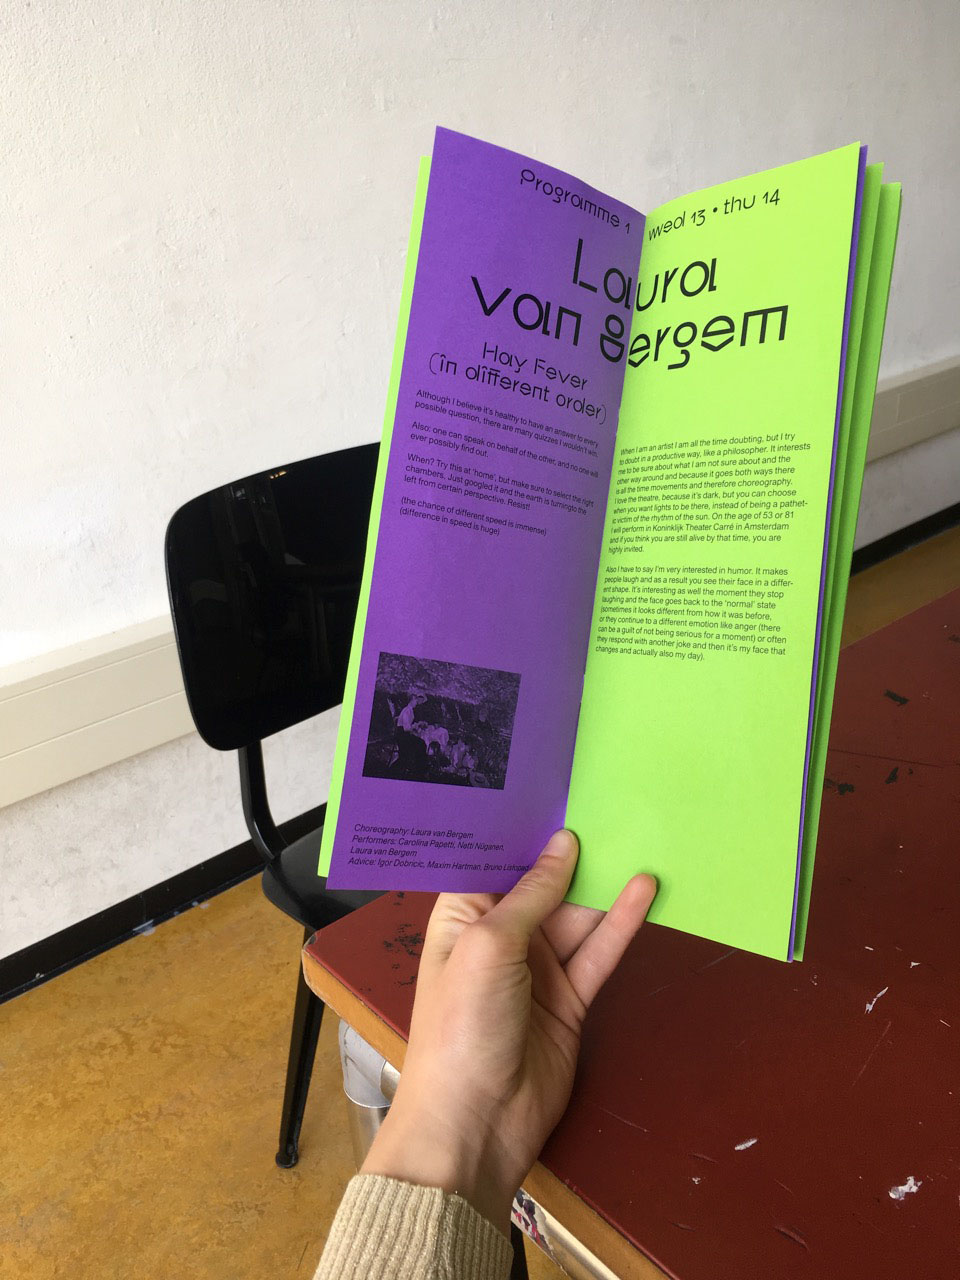 Programme 1
wed 13 • thu 14
Laura
van Bergem
Hay Fever
(in different order)
Although I believe it's healthy to have an answer to every
possible question, there are many quizzes I wouldn't win.
Also; one can speak on behalf of the other, and no one will
ever possibly find out.
When? Try this at 'home', but make sure to select the right
chambers. Just googled it and the earth is turning to the
left from certain perspective. Resist!
(the chance of different speed is immense)
(difference in speed is huge)
Choreography: Laura van Bergem
Performers: Carolina Papetti, Netti Nüganen,
Laura van Bergem
Advice: Igor Dobricic, Maxim Hartman, Bruno Listopad
When I am an artist I am all the time doubting, but I try
to doubt in a productive way, like a philosopher. It interests
me to be sure about what I am not sure about and the
other way around and because it goes both ways there
is all the time movements and therefore choreography.
I love the theatre, because it's dark, but you can choose
when you want lights to be there, instead of being a pathet-
ic victim of the rhythm of the sun. On the age of 53 or 81
I will perform in Koninklijk Theater Carré in Amsterdam
and if you think you are still alive by that time, you are
highly invited.
Also I have to say I'm very interested in humor. It makes
people laugh and as a result you see their face in a differ-
ent shape. It's interesting as well the moment they stop
laughing and the face goes back to the 'normal' state
(sometimes it looks different from how it was before,
or they continue to a different emotion like anger (there
can be a guilt of not being serious for a moment) or often
they respond with another joke and then it's my face that
changes and actually also my day).